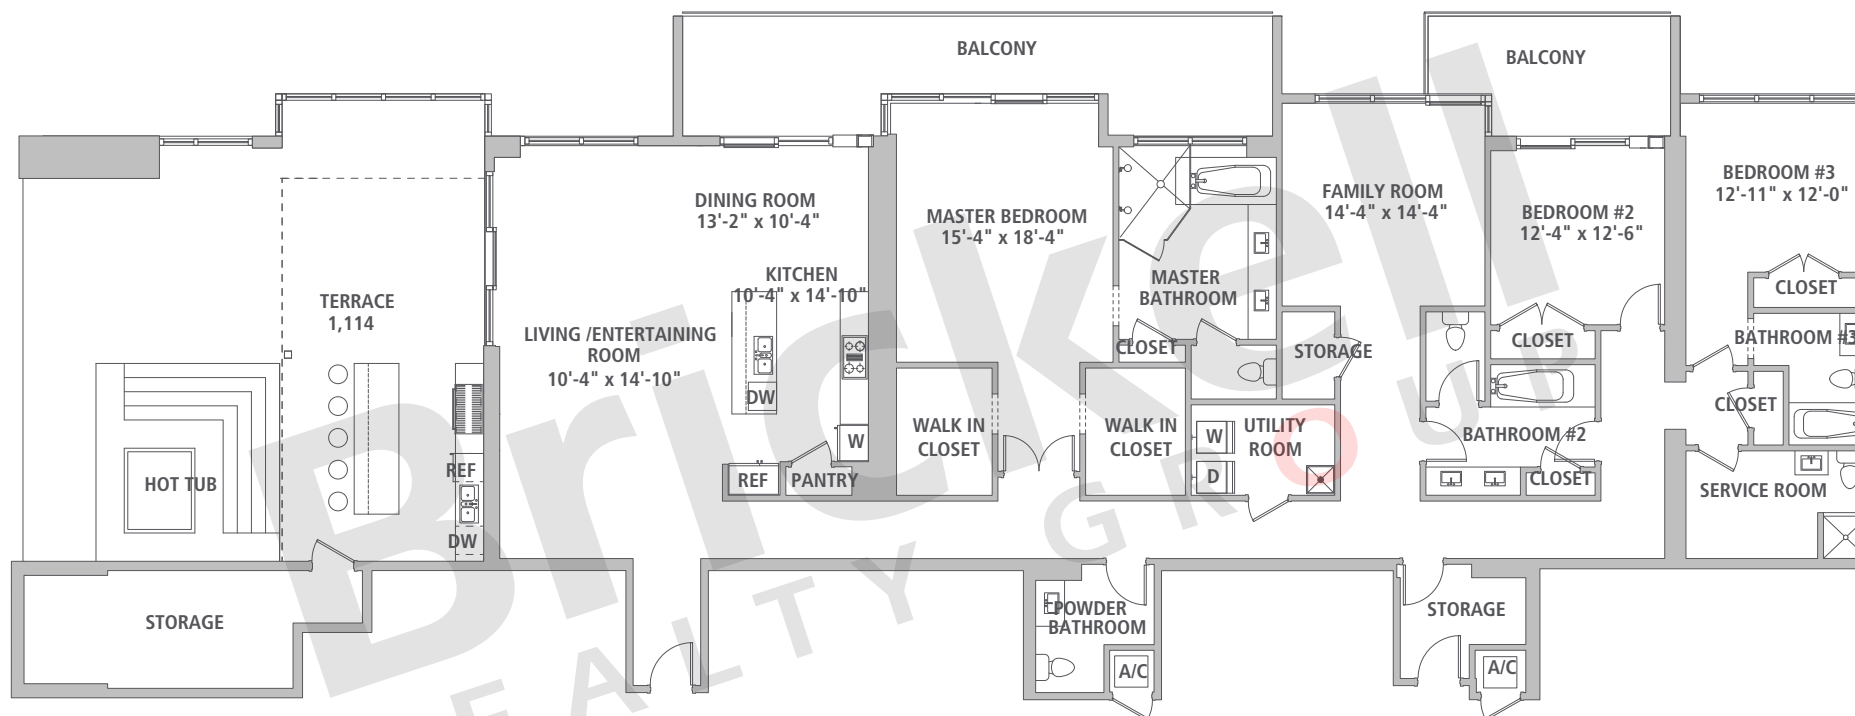 BALCONY
BALCONY
BEDROOM #3
12'-11" x 12'-0"
FAMILY ROOM
14'-4" x 14'-4"
DINING ROOM
13'-2" x 10'-4"
MASTER BEDROOM
15'-4" x 18'-4"
BEDROOM #2
12'-4" x 12'-6"
KITCHEN
10'-4" x 14'-10"
MASTER
BATHROOM
CLOSET
TERRACE
1,114
LIVING /ENTERTAINING
ROOM
10'-4" x 14'-10"
CLOSET
STORAGE
CLOSET
BATHROOM #3
DW
WALK IN
CLOSET
WALK IN
CLOSET
W
W
D
UTILITY
ROOM
BATHROOM #2
CLOSET
HOT TUB
REF
REF
PANTRY
CLOSET
SERVICE ROOM
DW
STORAGE
POWDER
BATHROOM
STORAGE
A/C
A/C
Brickell
REALTY GROUP